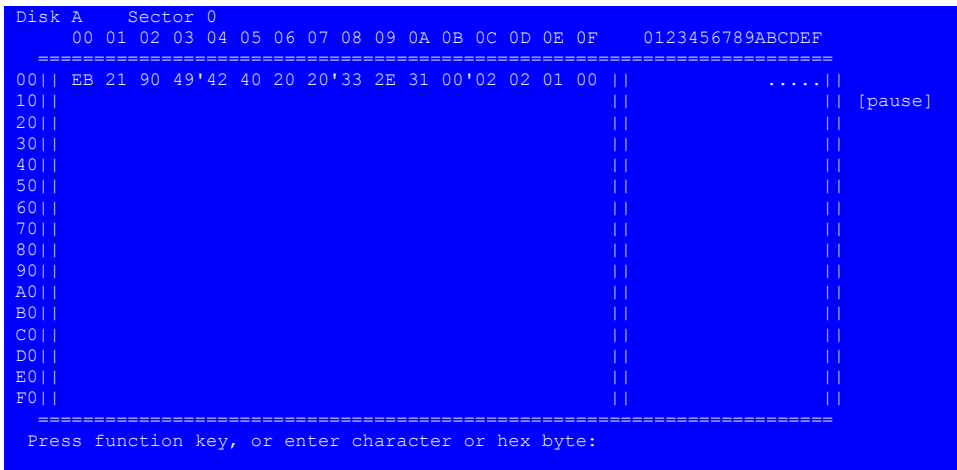 Disk A    Sector 0
00 01 02 03 04 05 06 07 08 09 0A 0B 0C 0D 0E 0F    0123456789ABCDEF
=======================================================================
00|| EB 21 90 49'42 40 20 20'33 2E 31 00'02 02 01 00 ||            .....||
10||                                                 ||                 || [pause]
20||                                                 ||                 ||
30||                                                 ||                 ||
40||                                                 ||                 ||
50||                                                 ||                 ||
60||                                                 ||                 ||
70||                                                 ||                 ||
80||                                                 ||                 ||
90||                                                 ||                 ||
A0||                                                 ||                 ||
B0||                                                 ||                 ||
C0||                                                 ||                 ||
D0||                                                 ||                 ||
E0||                                                 ||                 ||
F0||                                                 ||                 ||
=======================================================================
Press function key, or enter character or hex byte: